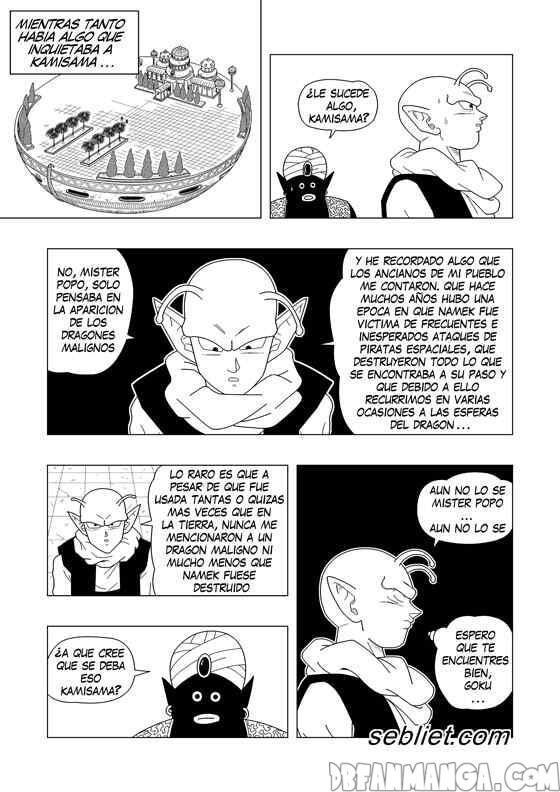 MIENTRAS TANTO
HABIA ALGO QUE
INQUIETABA A
KAMISAMA ...
¿LE SUCEDE
ALGO,
KAMISAMA?
NO, MISTER
POPO, SOLO
PENSABA EN
LA APARICION
DE LOS
DRAGONES
MALIGNOS
Y HE RECORDADO ALGO QUE
LOS ANCIANOS DE MI PUEBLO
ME CONTARON. QUE HACE
MUCHOS AÑOS HUBO UNA
EPOCA EN QUE NAMEK FUE
VICTIMA DE FRECUENTES E
INESPERADOS ATAQUES DE
PIRATAS ESPACIALES, QUE
DESTRUYERON TODO LO QUE
SE ENCONTRABA A SU PASO Y
QUE DEBIDO A ELLO
RECURRIMOS EN VARIAS
OCASIONES A LAS ESFERAS
DEL DRAGON ...
LO RARO ES QUE A
PESAR DE QUE FUE
USADA TANTAS O QUIZAS
MAS VECES QUE EN
LA TIERRA, NUNCA ME
MENCIONARON A UN
DRAGON MALIGNO NI
MUCHO MENOS QUE
NAMEK FUESE
DESTRUIDO
¿A QUE CREE
QUE SE DEBA
ESO
KAMISAMA?
AUN NO LO SE
MISTER POPO
...
AUN NO LO SE
ESPERO
QUE TE
ENCUENTRES
BIEN,
GOKU
...
sebliet.com
DBFANMANGA.COM